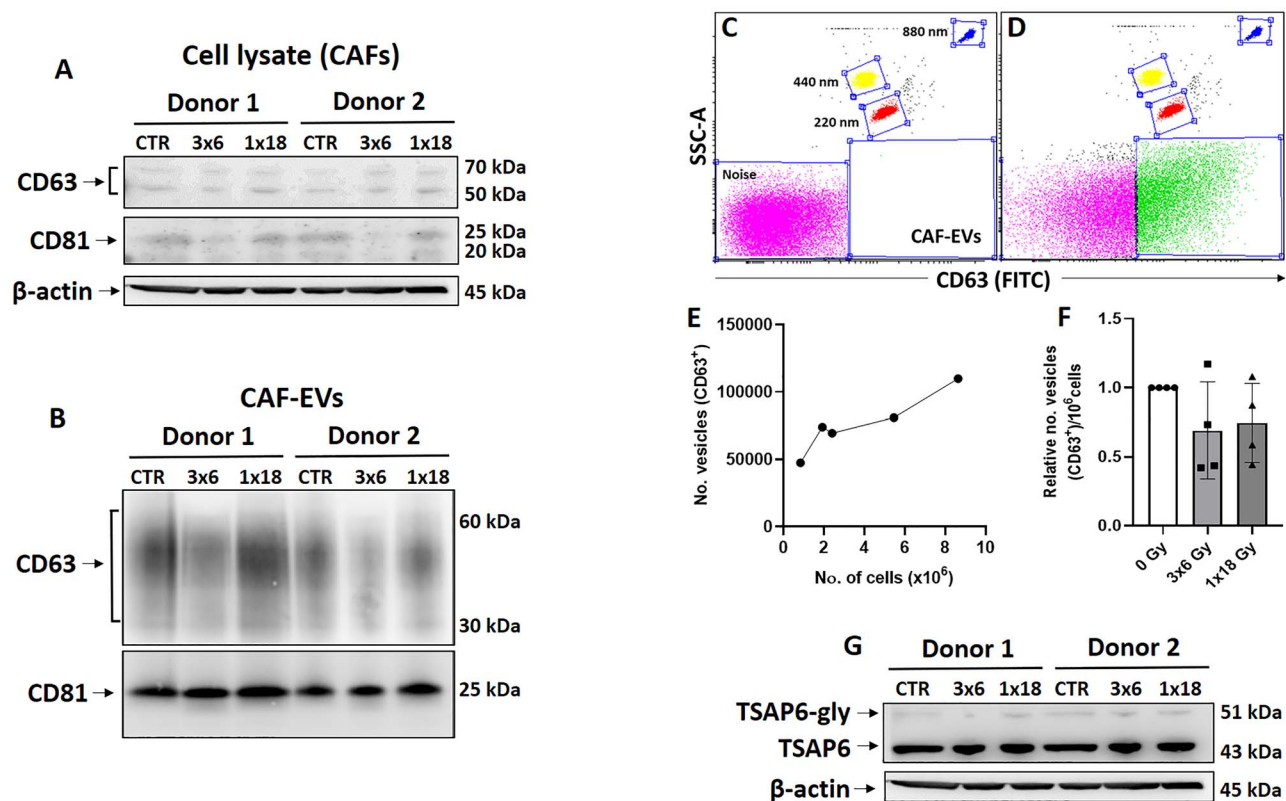 A
Cell lysate (CAFs)
Donor 1 Donor 2
CTR 3x6 1x18 CTR 3x6 1x18
CD63 70 kDa
50 kDa
CD81 25 kDa
20 kDa
β-actin 45 kDa
B
CAF-EVs
Donor 1 Donor 2
CTR 3x6 1x18 CTR 3x6 1x18
60 kDa
CD63
30 kDa
CD81 25 kDa
C 880 nm D
440 nm
220 nm
SSC-A
Noise
CAF-EVs
CD63 (FITC)
E
No. vesicles (CD63⁺)
150000
100000
50000
0
0 2 4 6 8 10
No. of cells (x10⁶)
F
Relative no. vesicles
(CD63⁺)/10⁶cells
1.5
1.0
0.5
0.0
0 Gy
3x6 Gy
1x18 Gy
G
Donor 1 Donor 2
CTR 3x6 1x18 CTR 3x6 1x18
TSAP6-gly 51 kDa
TSAP6 43 kDa
β-actin 45 kDa